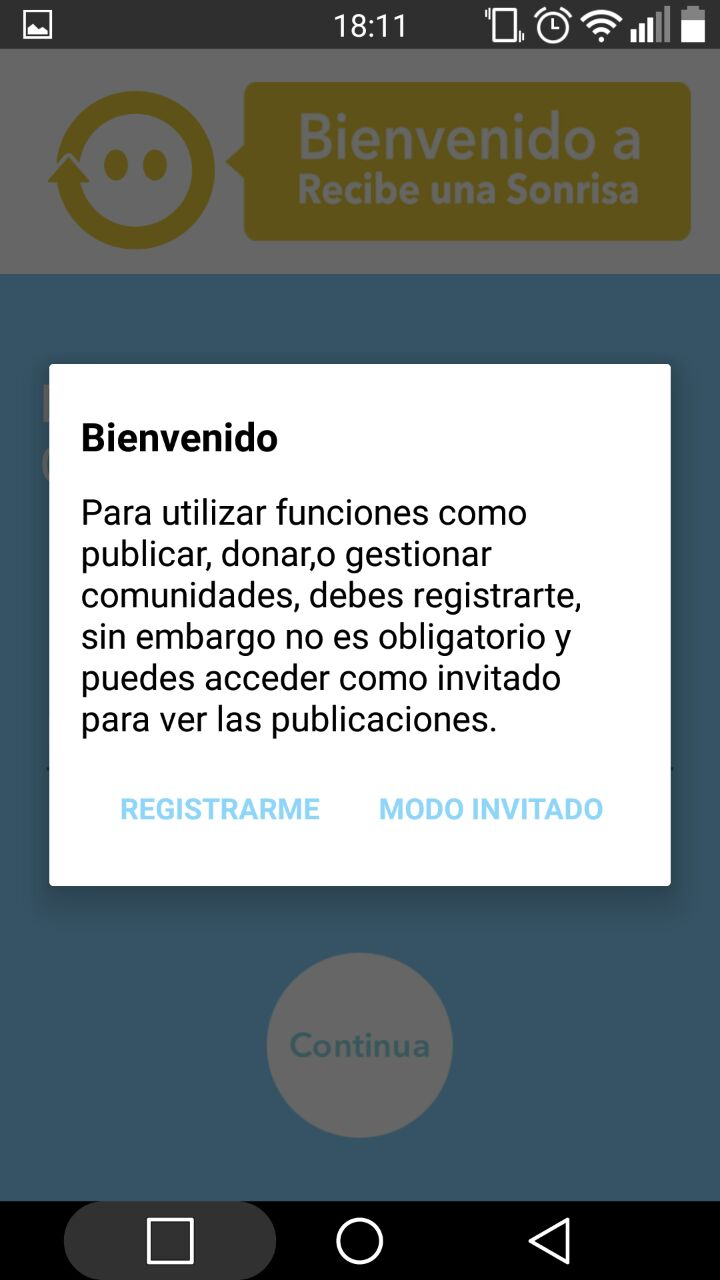 18:11
Bienvenido a
Recibe una Sonrisa
Bienvenido
Para utilizar funciones como
publicar, donar,o gestionar
comunidades, debes registrarte,
sin embargo no es obligatorio y
puedes acceder como invitado
para ver las publicaciones.
REGISTRARME MODO INVITADO
Continua